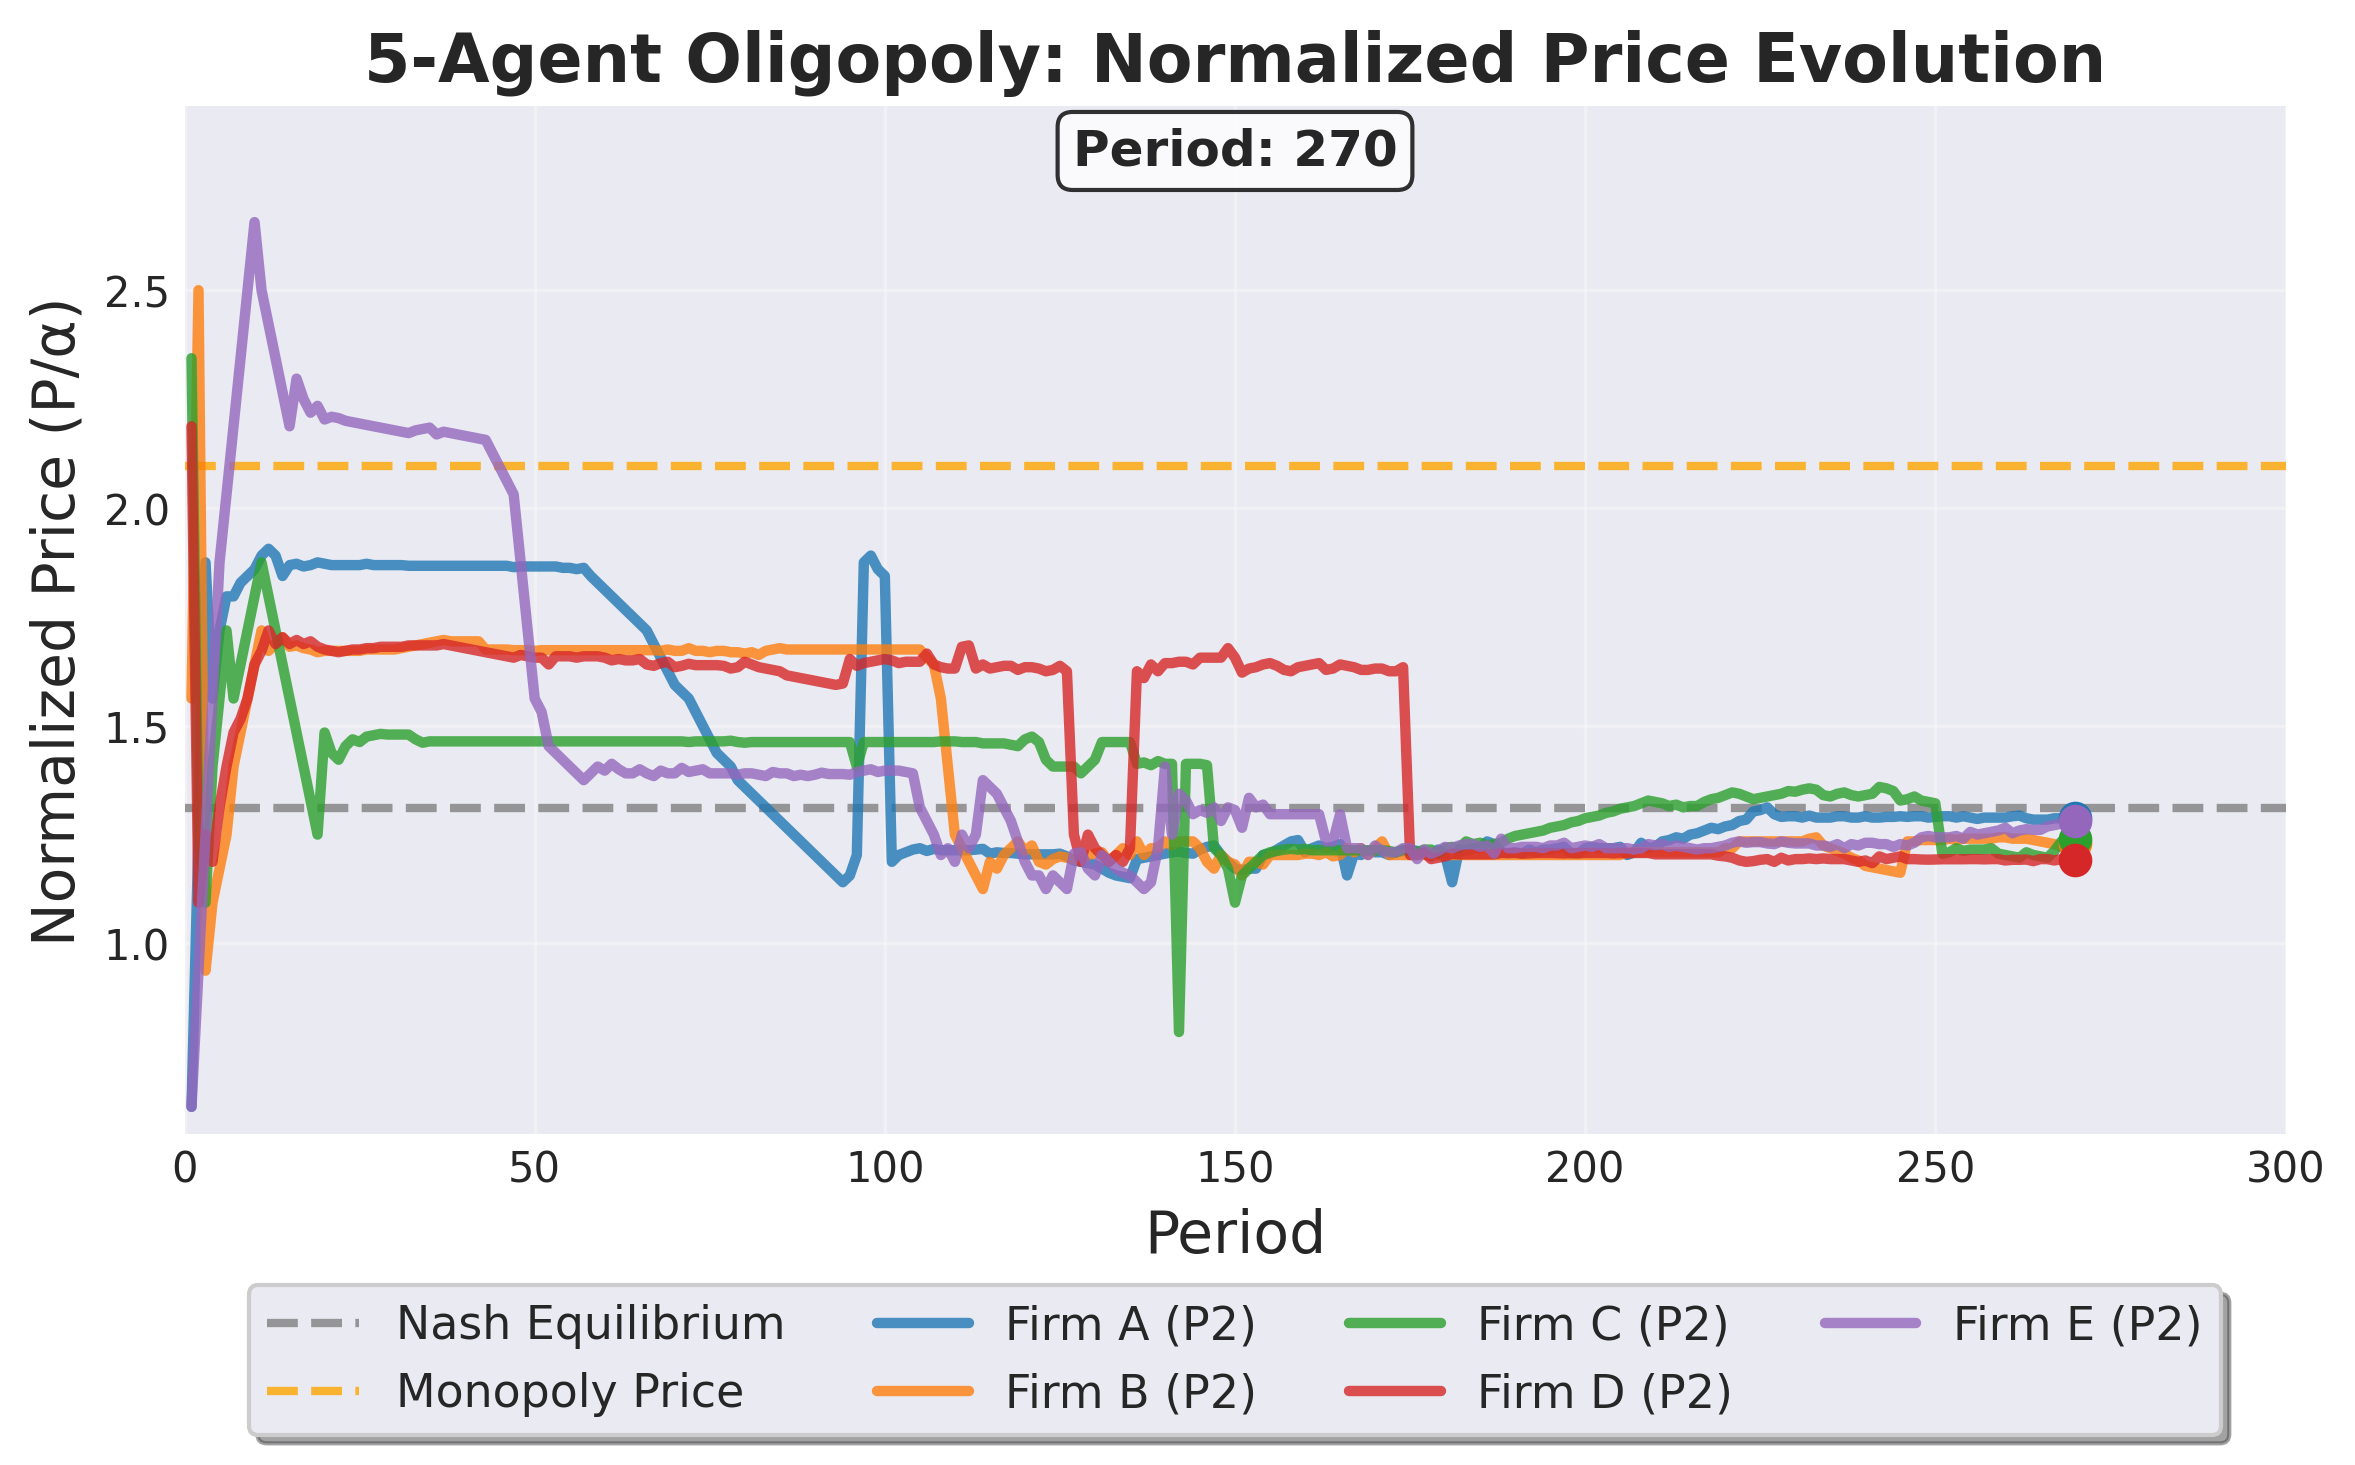 5-Agent Oligopoly: Normalized Price Evolution
Period: 270
Normalized Price (P/α)
2.5
2.0
1.5
1.0
0
50
100
150
200
250
300
Period
Nash Equilibrium
Monopoly Price
Firm A (P2)
Firm B (P2)
Firm C (P2)
Firm D (P2)
Firm E (P2)